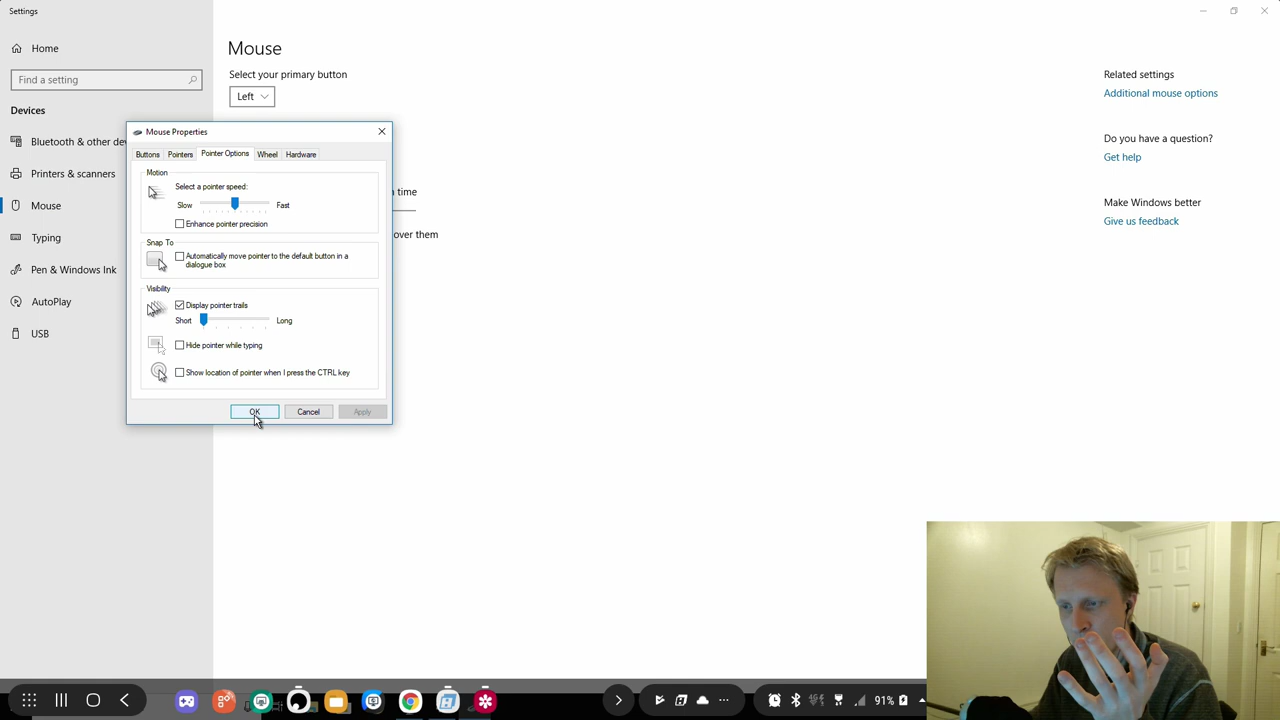 Settings
Home
Find a setting
Devices
Bluetooth & other de
Printers & scanners
Mouse
Typing
Pen & Windows Ink
AutoPlay
USB
Mouse
Select your primary button
Left
time
over them
Mouse Properties
Buttons
Pointers
Pointer Options
Wheel
Hardware
Motion
Select a pointer speed:
Slow
Fast
Enhance pointer precision
Snap To
Automatically move pointer to the default button in a
dialogue box
Visibility
Display pointer trails
Short
Long
Hide pointer while typing
Show location of pointer when I press the CTRL key
OK
Cancel
Apply
Related settings
Additional mouse options
Do you have a question?
Get help
Make Windows better
Give us feedback
91%